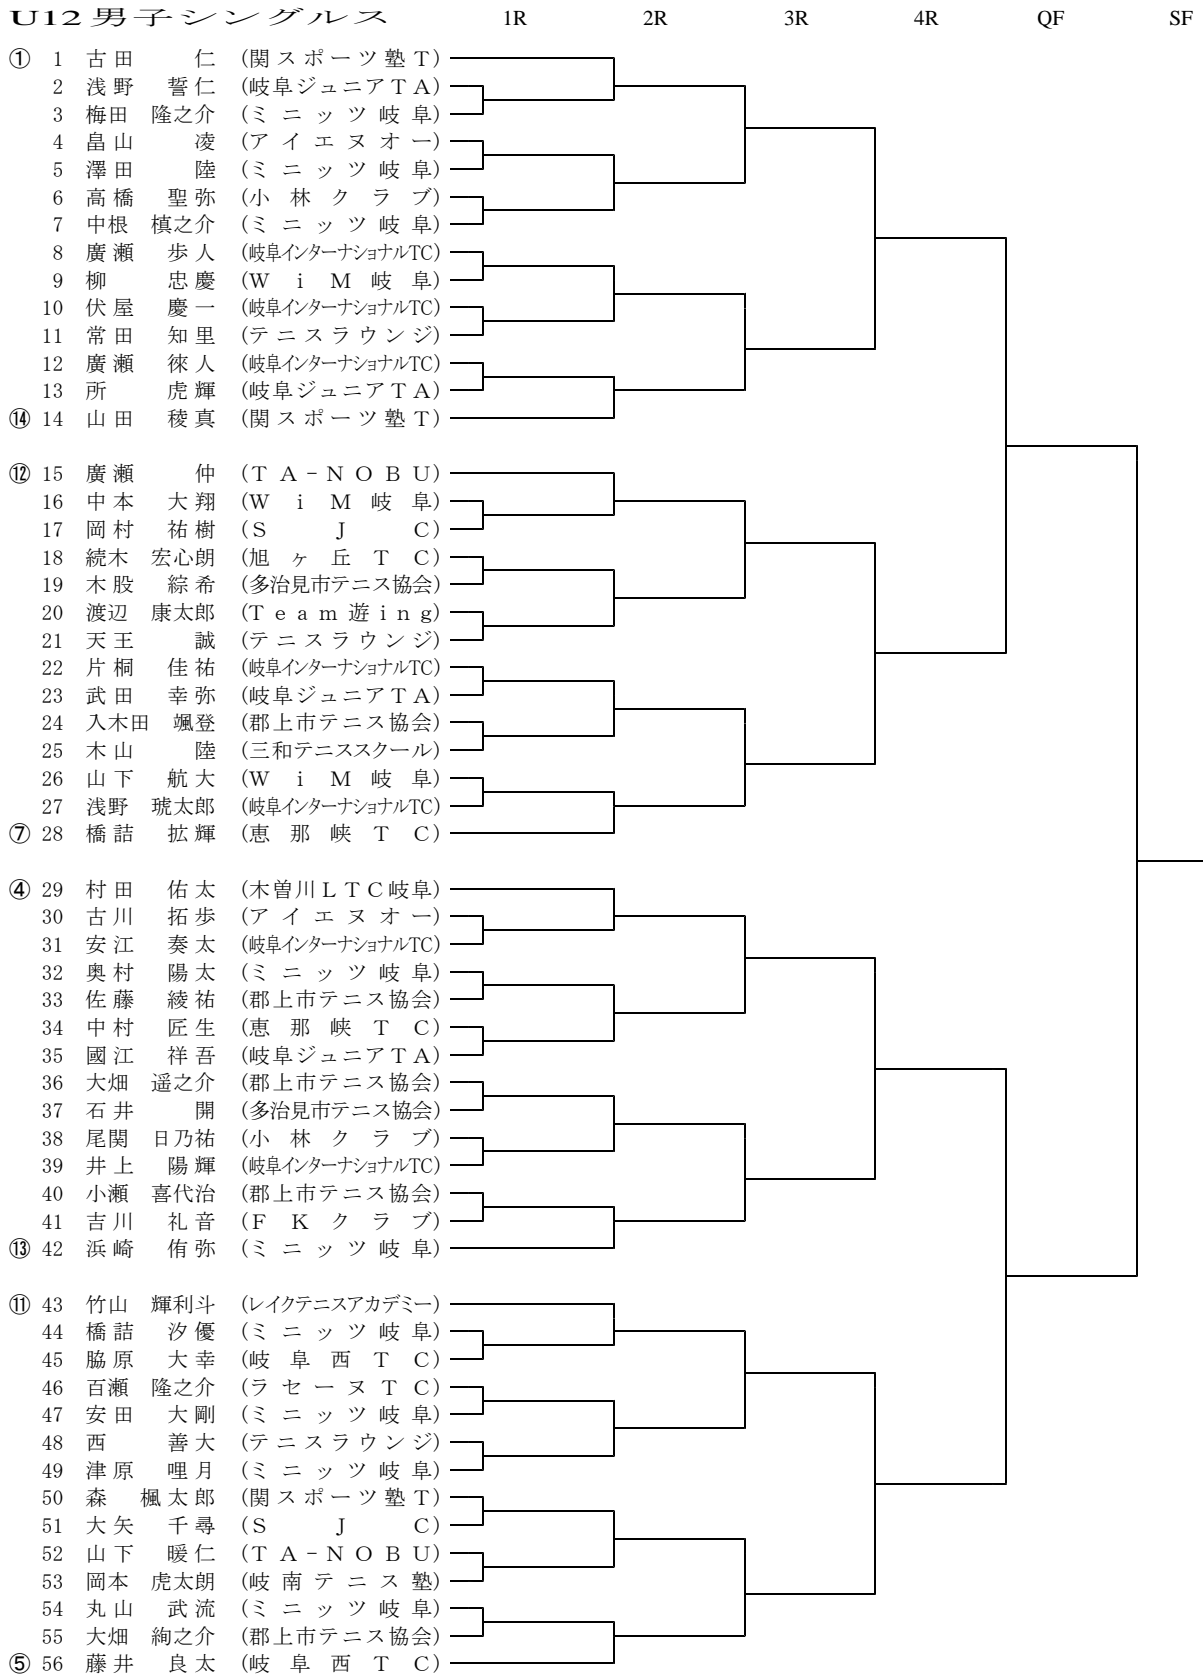 U12男子シングルス 1R 2R 3R 4R QF SF
① 1 古田 仁 (関スポーツ塾T)
2 浅野 誓仁 (岐阜ジュニアTA)
3 梅田 隆之介 (ミニッツ岐阜)
4 畠山 凌 (アイエヌオー)
5 澤田 陸 (ミニッツ岐阜)
6 高橋 聖弥 (小林クラブ)
7 中根 槙之介 (ミニッツ岐阜)
8 廣瀬 歩人 (岐阜インターナショナルTC)
9 柳 忠慶 (WiM岐阜)
10 伏屋 慶一 (岐阜インターナショナルTC)
11 常田 知里 (テニスラウンジ)
12 廣瀬 徠人 (岐阜インターナショナルTC)
13 所 虎輝 (岐阜ジュニアTA)
⑭ 14 山田 稜真 (関スポーツ塾T)
⑫ 15 廣瀬 仲 (TA-NOBU)
16 中本 大翔 (WiM岐阜)
17 岡村 祐樹 (SJC)
18 続木 宏心朗 (旭ヶ丘TC)
19 木股 綜希 (多治見市テニス協会)
20 渡辺 康太郎 (Team遊ing)
21 天王 誠 (テニスラウンジ)
22 片桐 佳祐 (岐阜インターナショナルTC)
23 武田 幸弥 (岐阜ジュニアTA)
24 入木田 颯登 (郡上市テニス協会)
25 木山 陸 (三和テニススクール)
26 山下 航大 (WiM岐阜)
27 浅野 琥太郎 (岐阜インターナショナルTC)
⑦ 28 橋詰 拡輝 (恵那峡TC)
④ 29 村田 佑太 (木曽川LTC岐阜)
30 古川 拓歩 (アイエヌオー)
31 安江 奏太 (岐阜インターナショナルTC)
32 奥村 陽太 (ミニッツ岐阜)
33 佐藤 綾祐 (郡上市テニス協会)
34 中村 匠生 (恵那峡TC)
35 國江 祥吾 (岐阜ジュニアTA)
36 大畑 遥之介 (郡上市テニス協会)
37 石井 開 (多治見市テニス協会)
38 尾関 日乃祐 (小林クラブ)
39 井上 陽輝 (岐阜インターナショナルTC)
40 小瀬 喜代治 (郡上市テニス協会)
41 吉川 礼音 (FKクラブ)
⑬ 42 浜崎 侑弥 (ミニッツ岐阜)
⑪ 43 竹山 輝利斗 (レイクテニスアカデミー)
44 橋詰 汐優 (ミニッツ岐阜)
45 脇原 大幸 (岐阜西TC)
46 百瀬 隆之介 (ラセーヌTC)
47 安田 大剛 (ミニッツ岐阜)
48 西 善大 (テニスラウンジ)
49 津原 哩月 (ミニッツ岐阜)
50 森 楓太郎 (関スポーツ塾T)
51 大矢 千尋 (SJC)
52 山下 暖仁 (TA-NOBU)
53 岡本 虎太朗 (岐南テニス塾)
54 丸山 武流 (ミニッツ岐阜)
55 大畑 絢之介 (郡上市テニス協会)
⑤ 56 藤井 良太 (岐阜西TC)